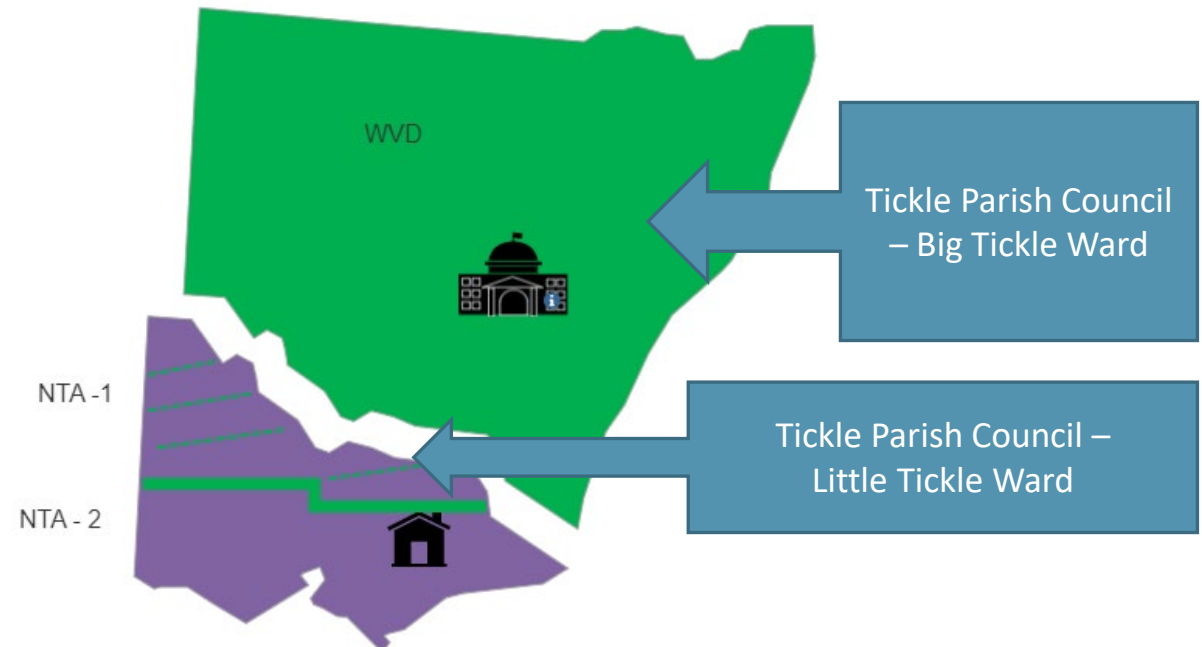 WVD
Tickle Parish Council
– Big Tickle Ward
NTA -1
Tickle Parish Council –
Little Tickle Ward
NTA - 2